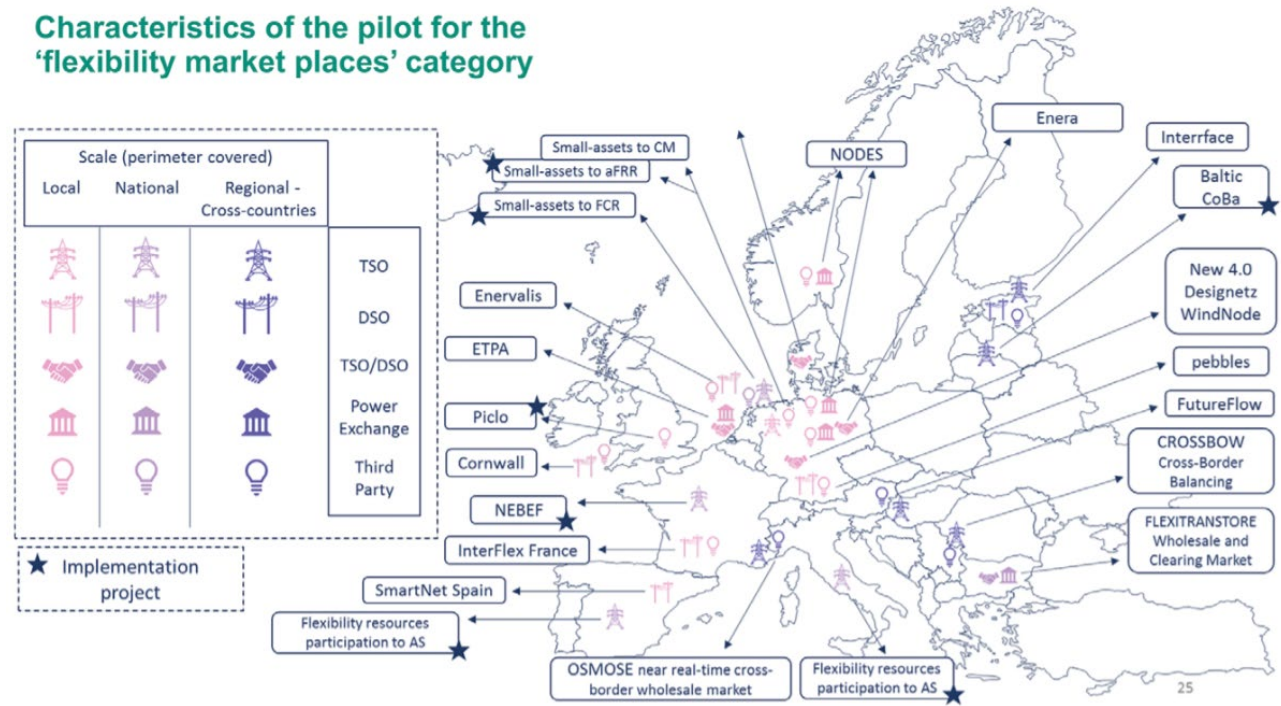 Characteristics of the pilot for the
‘flexibility market places’ category
Scale (perimeter covered)
Local
National
Regional -
Cross-countries
TSO
DSO
TSO/DSO
Power
Exchange
Third
Party
Implementation
project
Small-assets to CM
Small-assets to aFRR
Small-assets to FCR
NODES
Enera
Interrface
Baltic
CoBa
Enervalis
ETPA
Piclo
Cornwall
NEBEF
InterFlex France
SmartNet Spain
Flexibility resources
participation to AS
New 4.0
Designetz
WindNode
pebbles
FutureFlow
CROSSBOW
Cross-Border
Balancing
FLEXITRANSTORE
Wholesale and
Clearing Market
OSMOSE near real-time cross-
border wholesale market
Flexibility resources
participation to AS
25